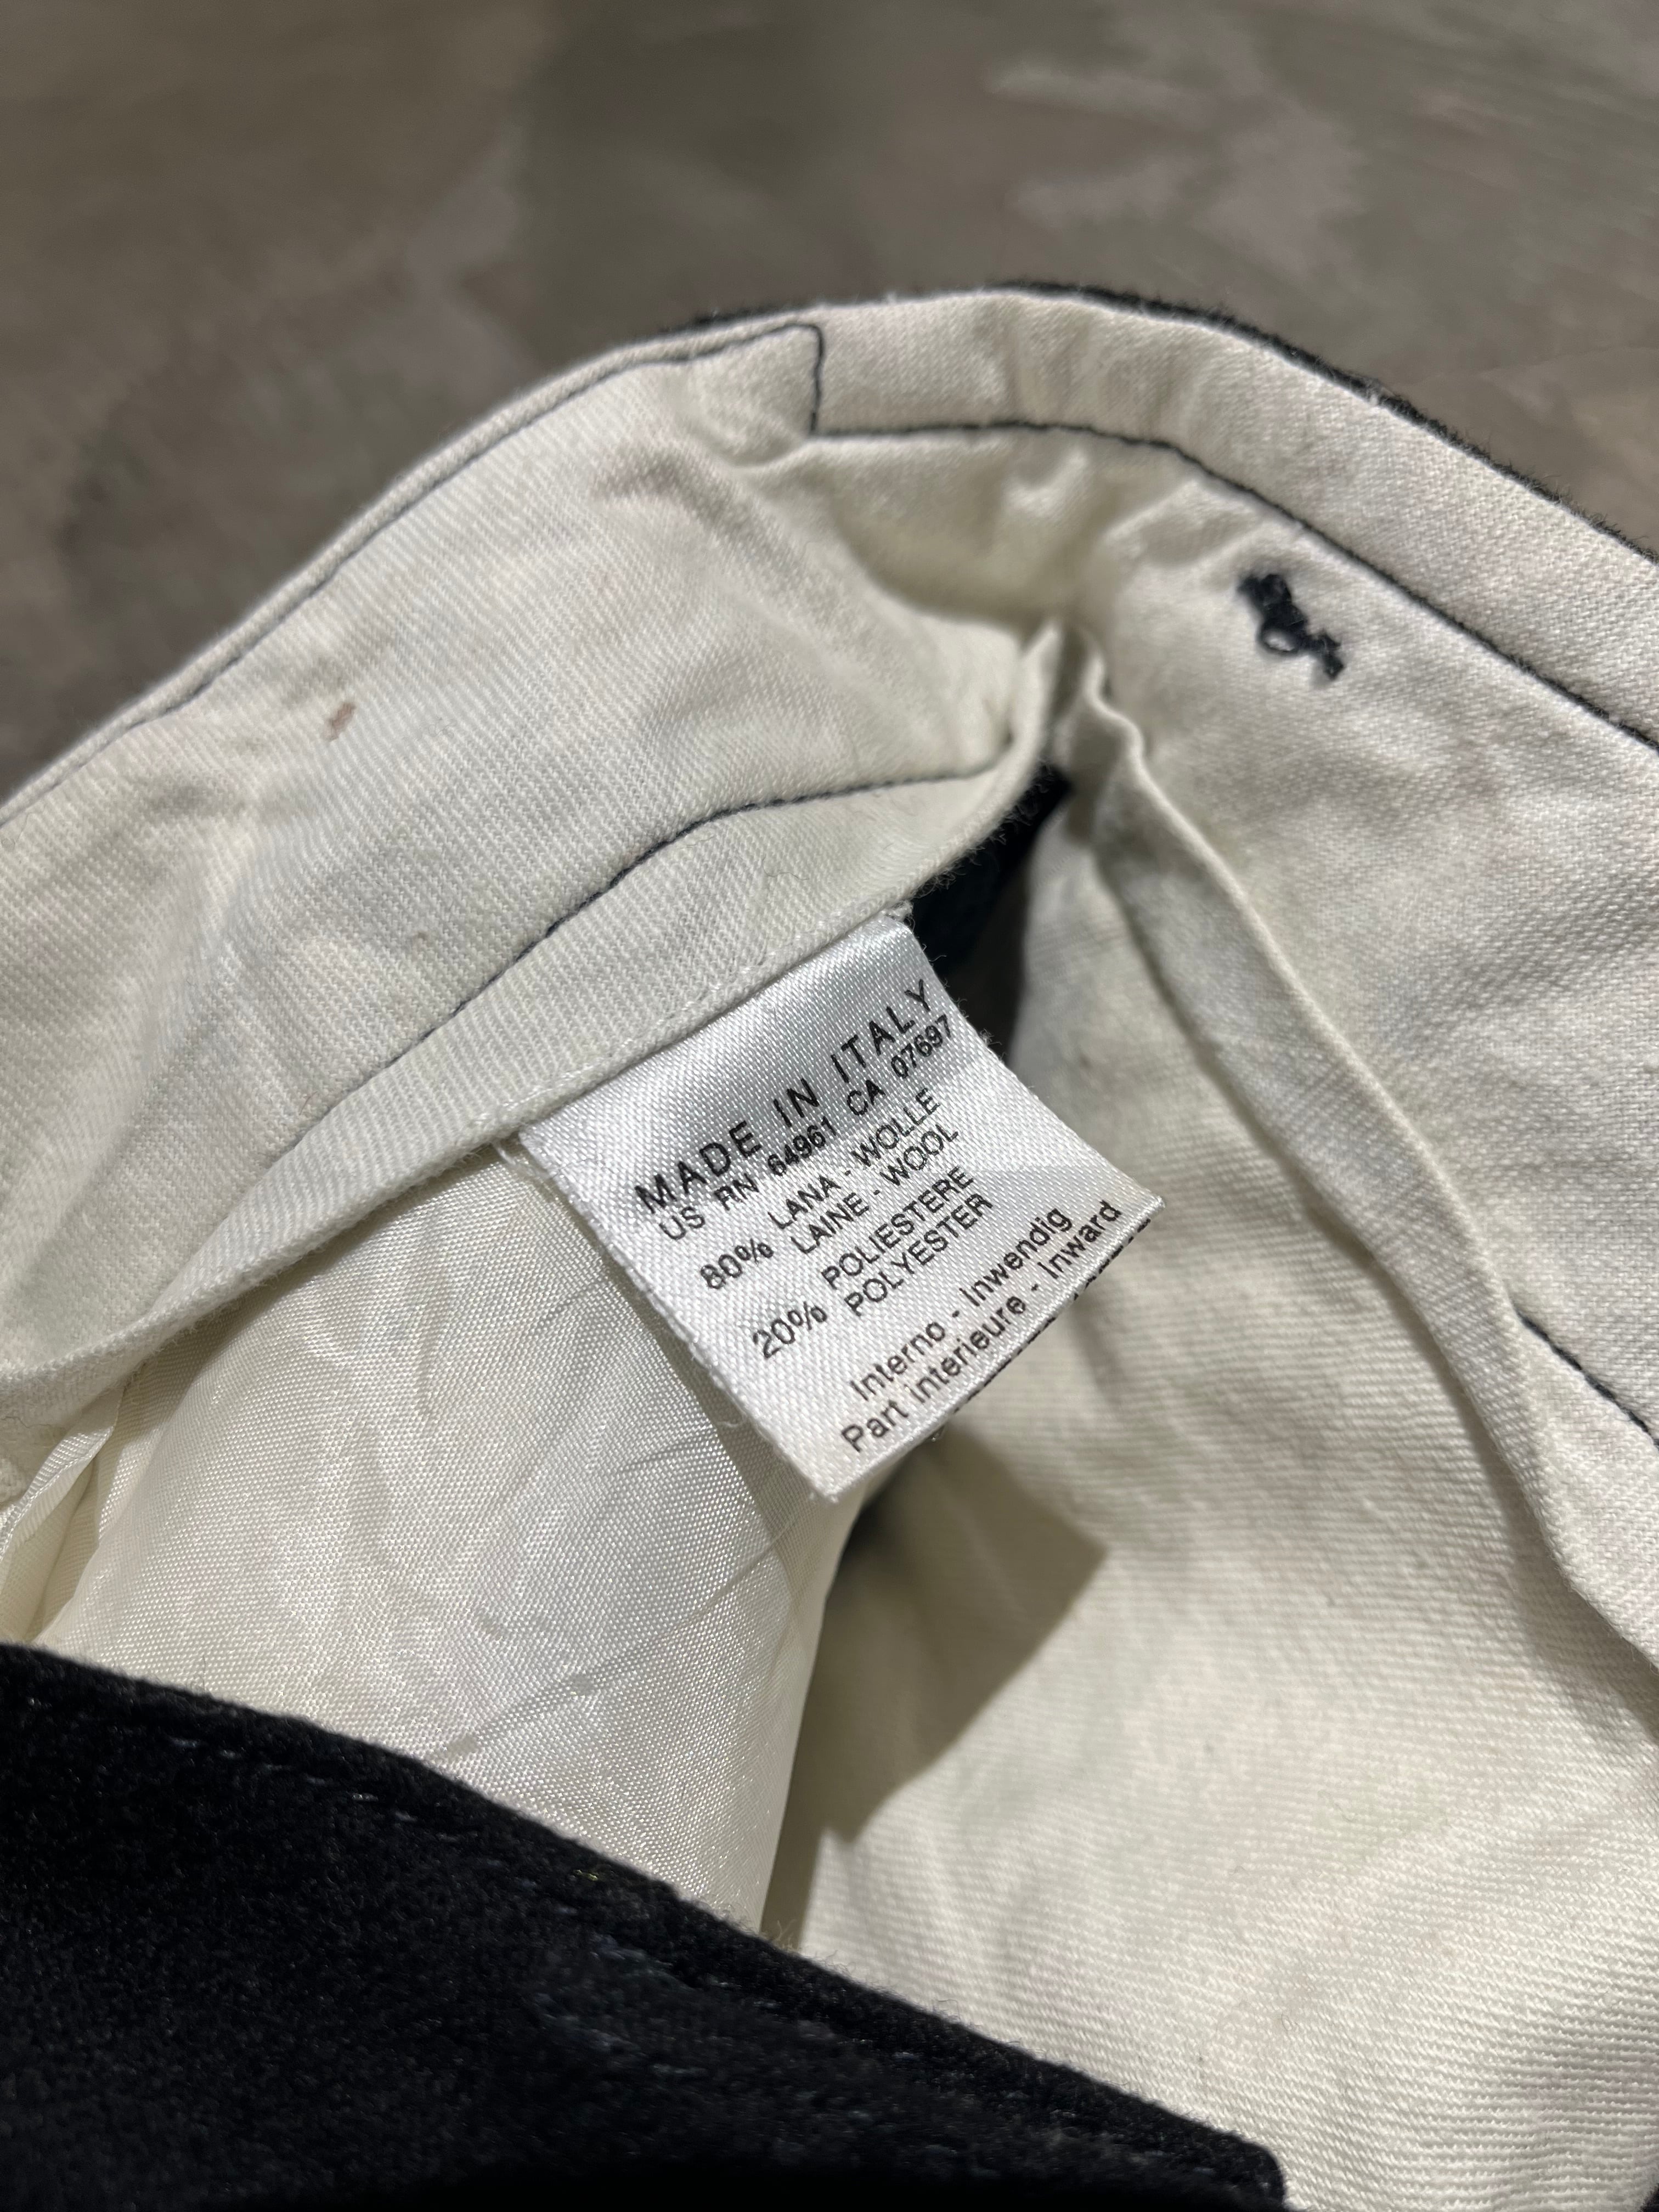 MADE IN ITALY
US RN 64961 CA 07697
80% LANA - WOLLE
LAINE - WOOL
20% POLIESTERE
POLYESTER
Interno - Inwendig
Part interieure - Inward